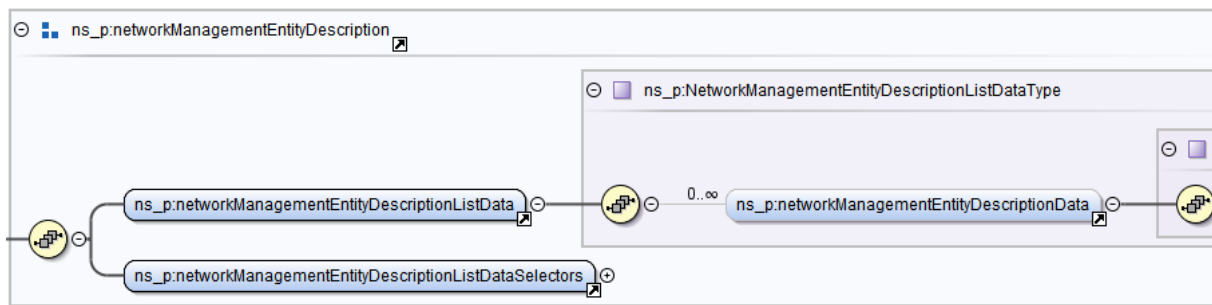 ns_p:networkManagementEntityDescription
ns_p:NetworkManagementEntityDescriptionListDataType
ns_p:networkManagementEntityDescriptionListData
0..∞
ns_p:networkManagementEntityDescriptionData
ns_p:networkManagementEntityDescriptionListDataSelectors